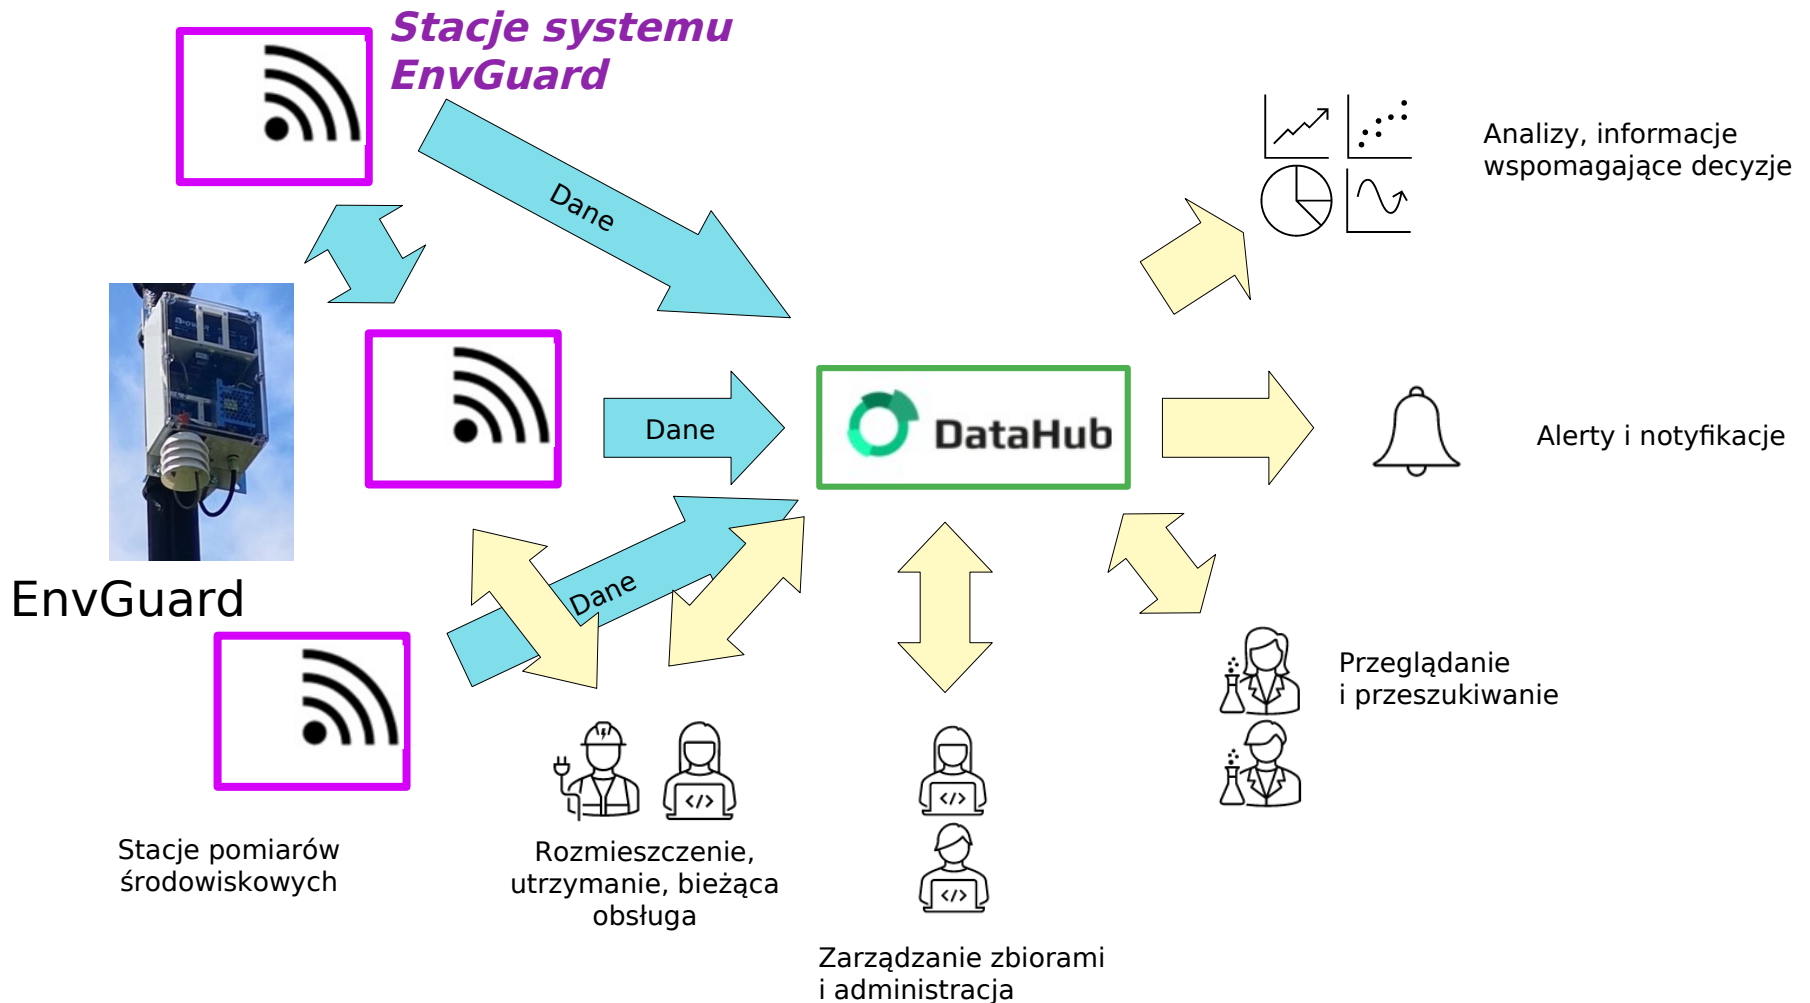 Stacje systemu
EnvGuard
Dane
Analizy, informacje
wspomagające decyzje
Dane
DataHub
Alerty i notyfikacje
EnvGuard
Dane
Przeglądanie
i przeszukiwanie
</>
</>
</>
Stacje pomiarów
środowiskowych
Rozmieszczenie,
utrzymanie, bieżąca
obsługa
Zarządzanie zbiorami
i administracja